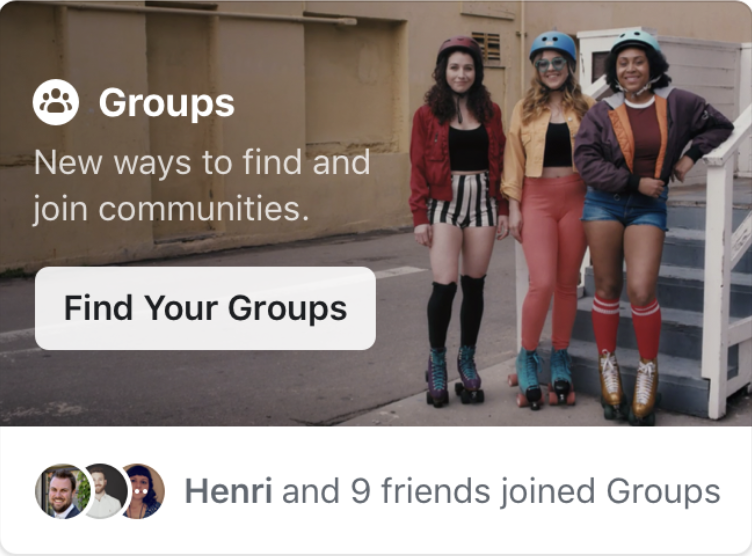 Groups
New ways to find and
join communities.
Find Your Groups
Henri and 9 friends joined Groups